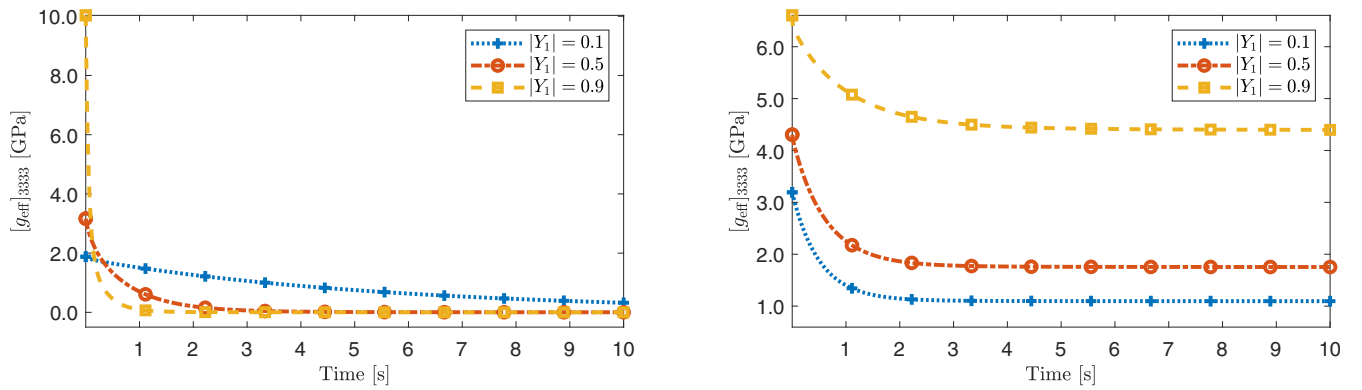 10.0
8.0
6.0
4.0
2.0
0.0
[g_eff]_3333 [GPa]
|Y_1| = 0.1
|Y_1| = 0.5
|Y_1| = 0.9
1 2 3 4 5 6 7 8 9 10
Time [s]
6.0
5.0
4.0
3.0
2.0
1.0
[g_eff]_3333 [GPa]
|Y_1| = 0.1
|Y_1| = 0.5
|Y_1| = 0.9
1 2 3 4 5 6 7 8 9 10
Time [s]